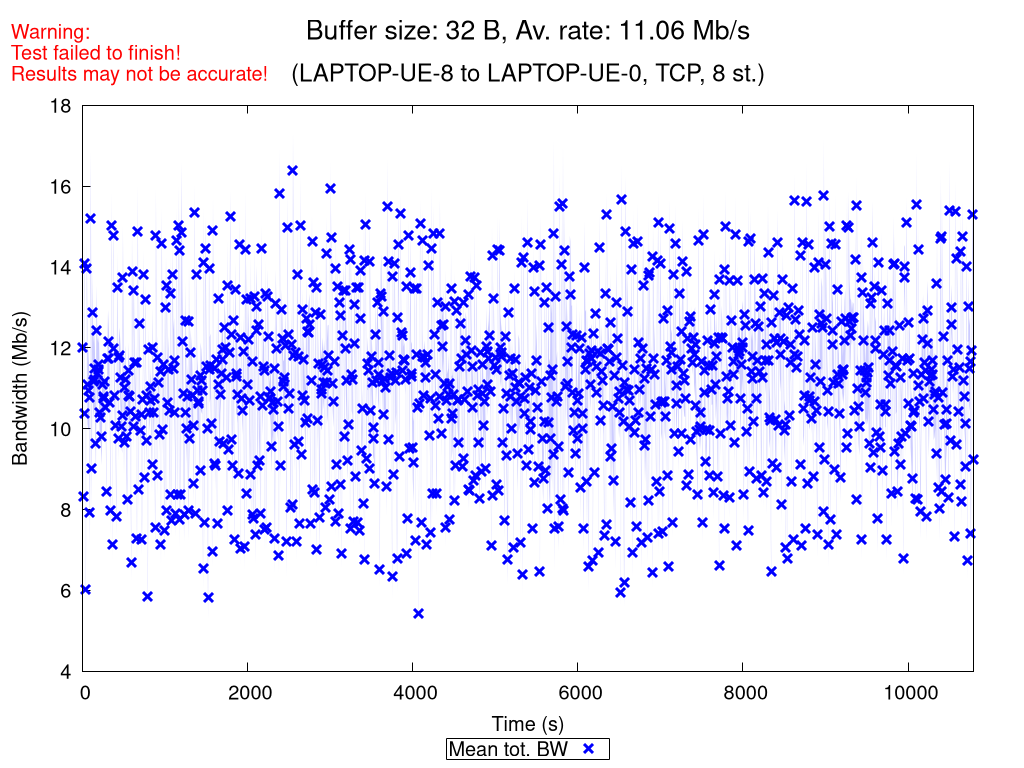 Warning:
Test failed to finish!
Results may not be accurate!
Buffer size: 32 B, Av. rate: 11.06 Mb/s
(LAPTOP-UE-8 to LAPTOP-UE-0, TCP, 8 st.)
18
16
14
12
10
8
6
4
Bandwidth (Mb/s)
0 2000 4000 6000 8000 10000
Time (s)
Mean tot. BW